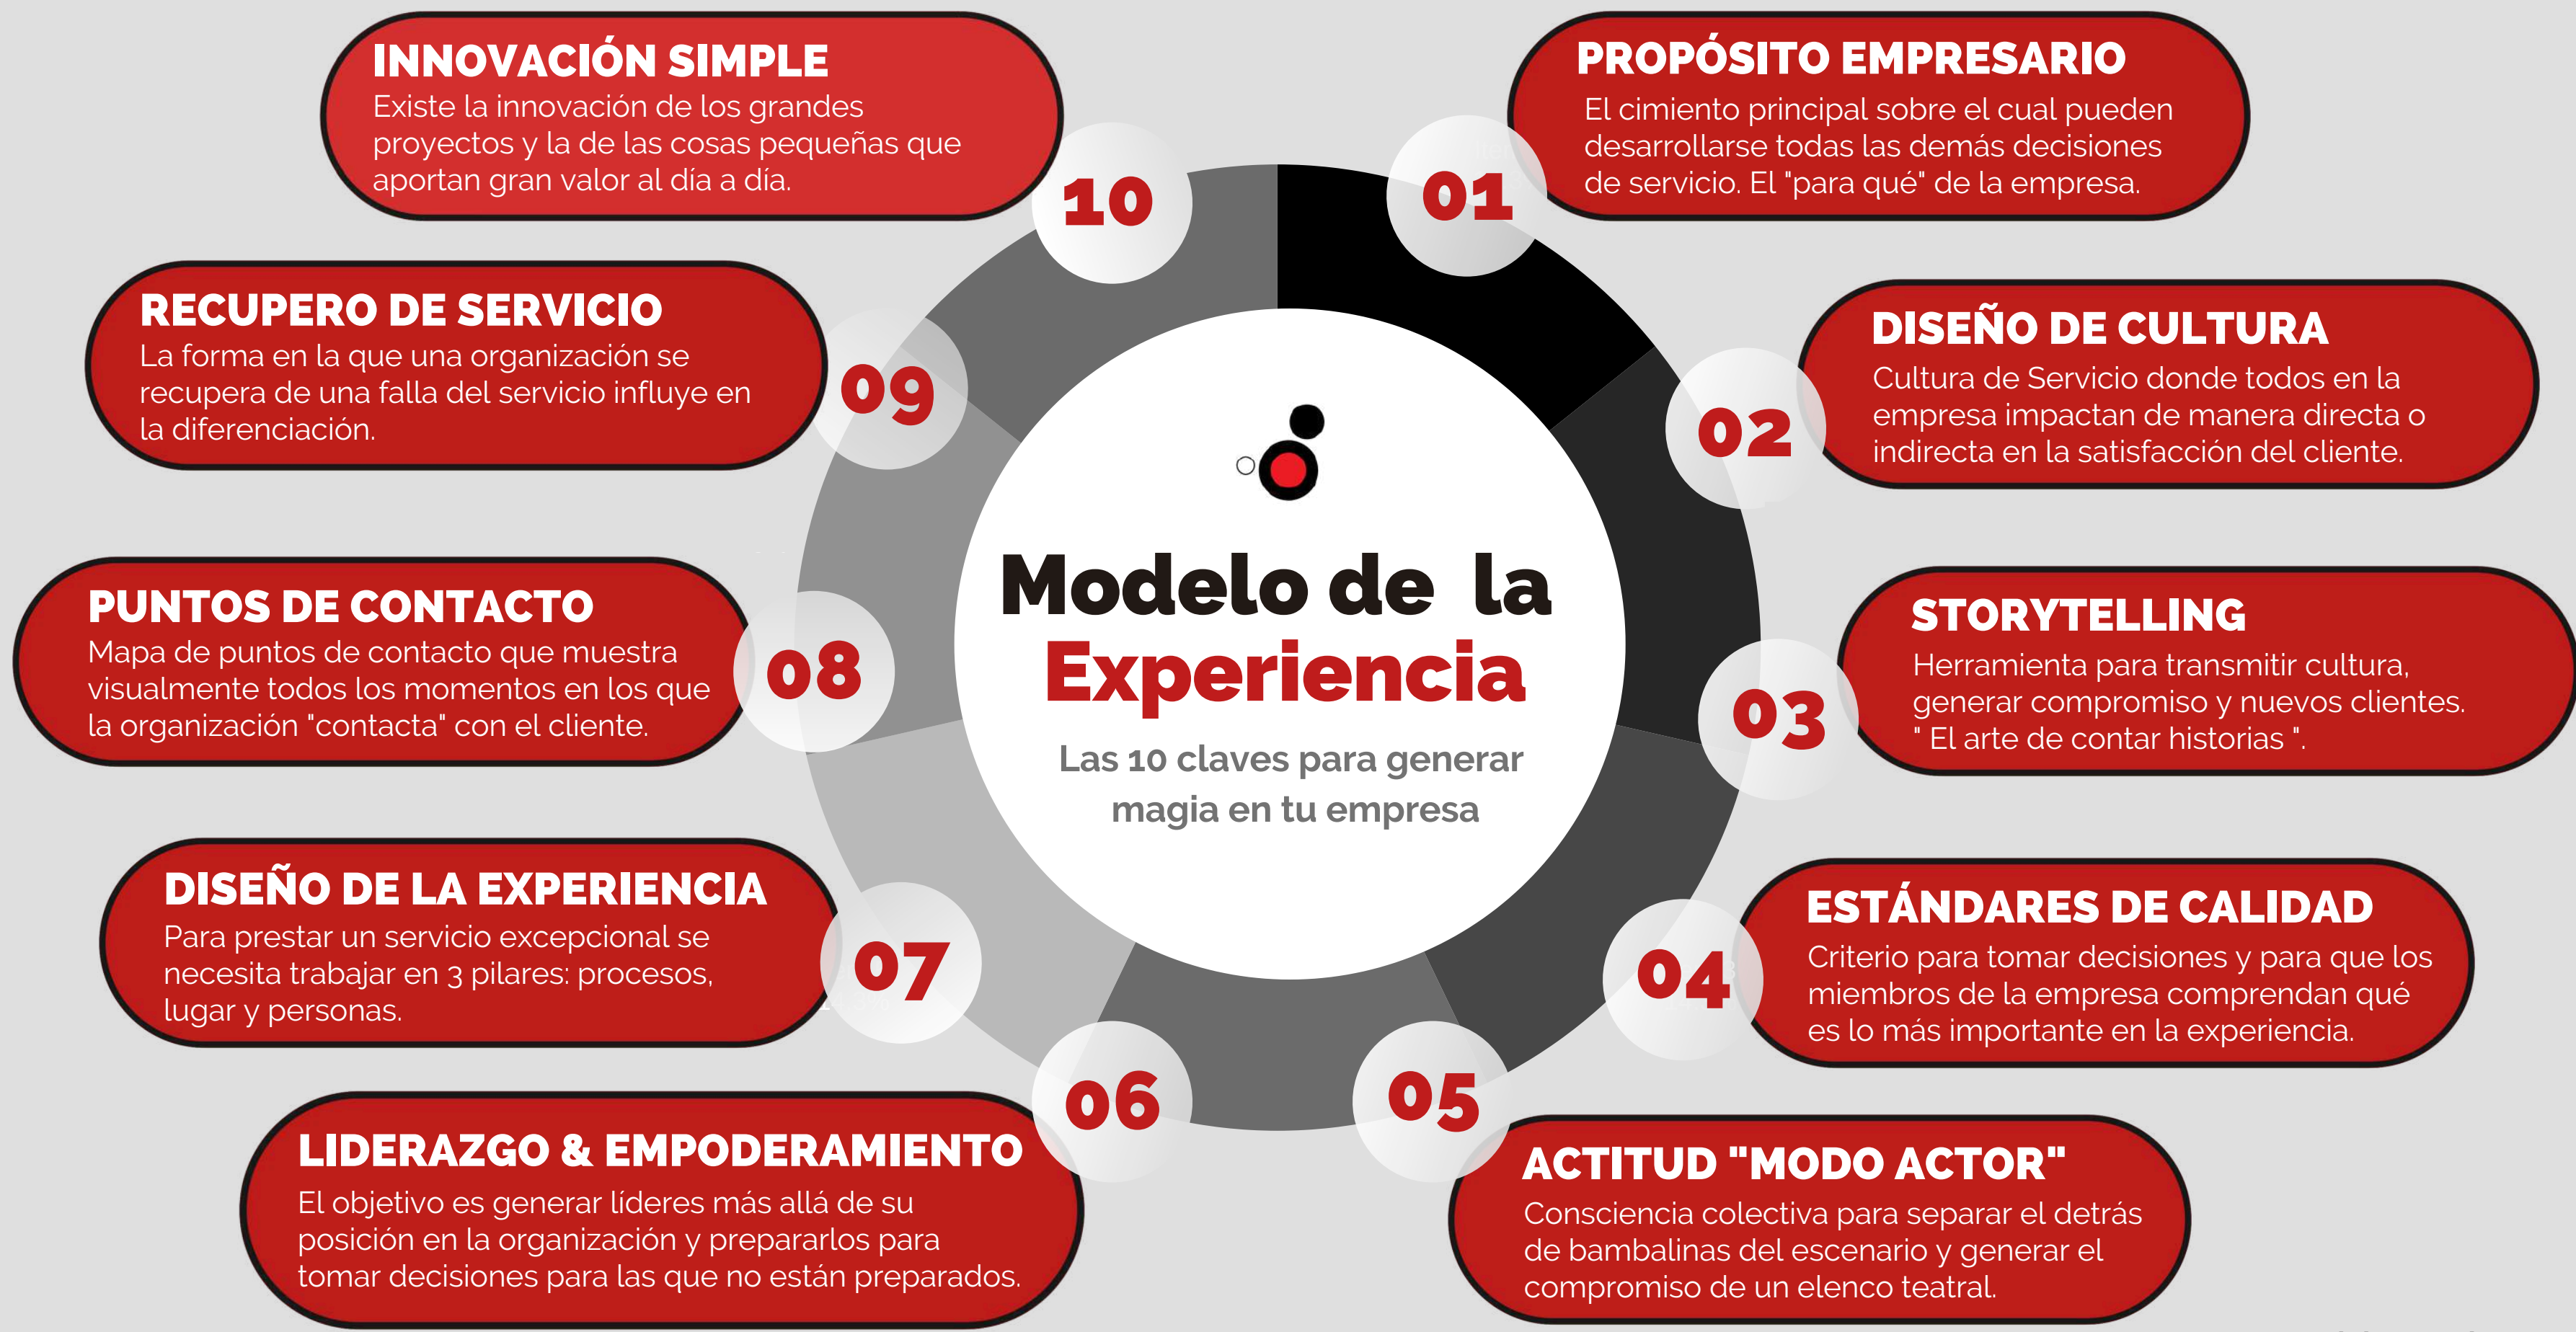 Modelo de la
Experiencia
Las 10 claves para generar
magia en tu empresa
01
PROPÓSITO EMPRESARIO
El cimiento principal sobre el cual pueden
desarrollarse todas las demás decisiones
de servicio. El "para qué" de la empresa.
02
DISEÑO DE CULTURA
Cultura de Servicio donde todos en la
empresa impactan de manera directa o
indirecta en la satisfacción del cliente.
03
STORYTELLING
Herramienta para transmitir cultura,
generar compromiso y nuevos clientes.
" El arte de contar historias ".
04
ESTÁNDARES DE CALIDAD
Criterio para tomar decisiones y para que los
miembros de la empresa comprendan qué
es lo más importante en la experiencia.
05
ACTITUD "MODO ACTOR"
Consciencia colectiva para separar el detrás
de bambalinas del escenario y generar el
compromiso de un elenco teatral.
06
LIDERAZGO & EMPODERAMIENTO
El objetivo es generar líderes más allá de su
posición en la organización y prepararlos para
tomar decisiones para las que no están preparados.
07
DISEÑO DE LA EXPERIENCIA
Para prestar un servicio excepcional se
necesita trabajar en 3 pilares: procesos,
lugar y personas.
08
PUNTOS DE CONTACTO
Mapa de puntos de contacto que muestra
visualmente todos los momentos en los que
la organización "contacta" con el cliente.
09
RECUPERO DE SERVICIO
La forma en la que una organización se
recupera de una falla del servicio influye en
la diferenciación.
10
INNOVACIÓN SIMPLE
Existe la innovación de los grandes
proyectos y la de las cosas pequeñas que
aportan gran valor al día a día.